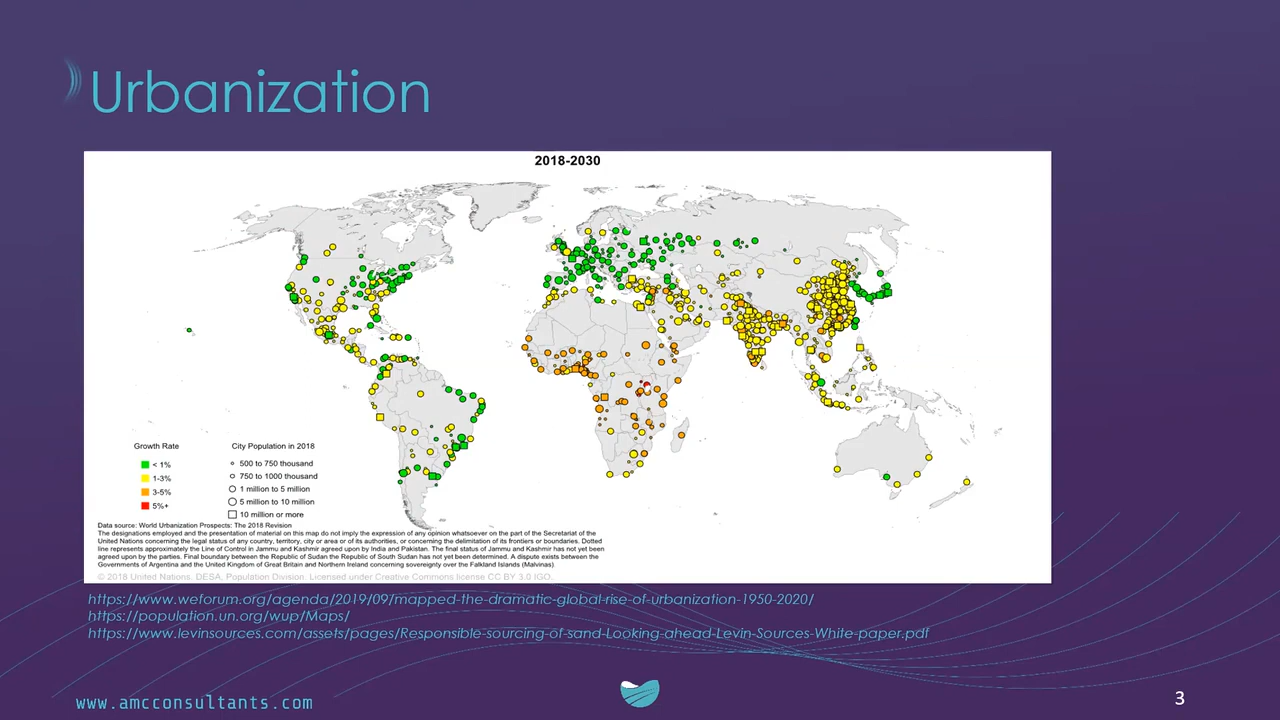 Urbanization
2018-2030
Growth Rate
< 1%
1-3%
3-5%
5%+
City Population in 2018
500 to 750 thousand
750 to 1000 thousand
1 million to 5 million
5 million to 10 million
10 million or more
Data source: World Urbanization Prospects: The 2018 Revision
The designations employed and the presentation of material on this map do not imply the expression of any opinion whatsoever on the part of the Secretariat of the
United Nations concerning the legal status of any country, territory, city or area or of its authorities, or concerning the delimitation of its frontiers or boundaries. Dotted
line represents approximately the Line of Control in Jammu and Kashmir agreed upon by India and Pakistan. The final status of Jammu and Kashmir has not yet been
agreed upon by the parties. Final boundary between the Republic of Sudan the Republic of South Sudan has not yet been determined. A dispute exists between the
Governments of Argentina and the United Kingdom of Great Britain and Northern Ireland concerning sovereignty over the Falkland Islands (Malvinas).
© 2018 United Nations, DESA, Population Division. Licensed under Creative Commons license CC BY 3.0 IGO.
https://www.weforum.org/agenda/2019/09/mapped-the-dramatic-global-rise-of-urbanization-1950-2020/
https://population.un.org/wup/Maps/
https://www.levinsources.com/assets/pages/Responsible-sourcing-of-sand-Looking-ahead-Levin-Sources-White-paper.pdf
www.amcconsultants.com
3